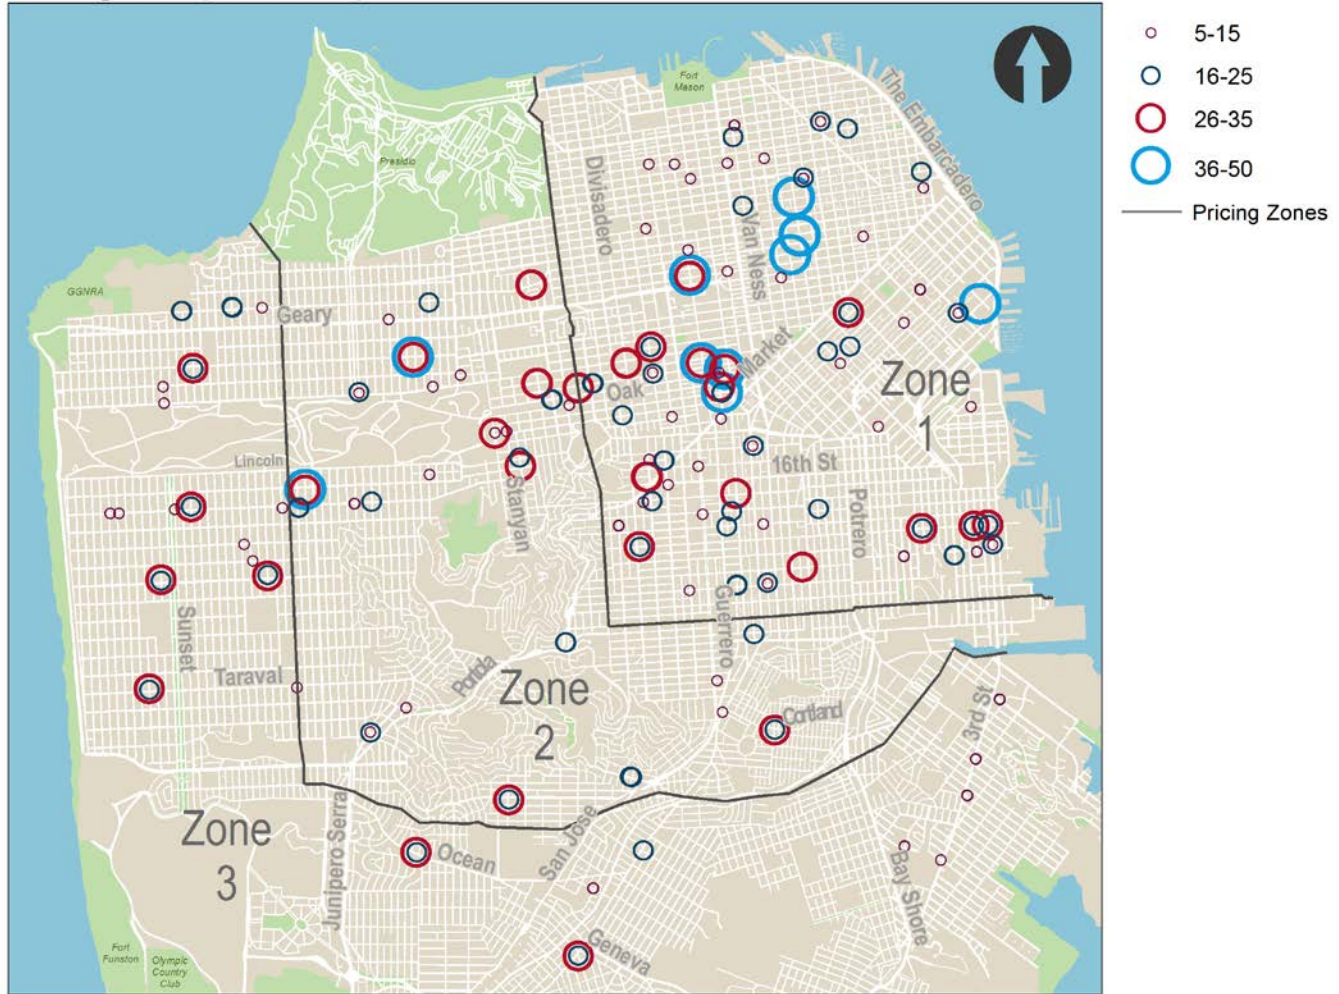 5-15
16-25
26-35
36-50
Pricing Zones
Fort
Mason
The Embarcadero
Presidio
Divisadero
Van Ness
GGNRA
Geary
Market
Oak
Zone
1
Lincoln
16th St
Stanyan
Potrero
Sunset
Guerrero
Taraval
Portola
Zone
2
Cortland
3rd St
Zone
3
Junipero Serra
Ocean
San Jose
Bay Shore
Geneva
Fort
Funston
Olympic
Country
Club